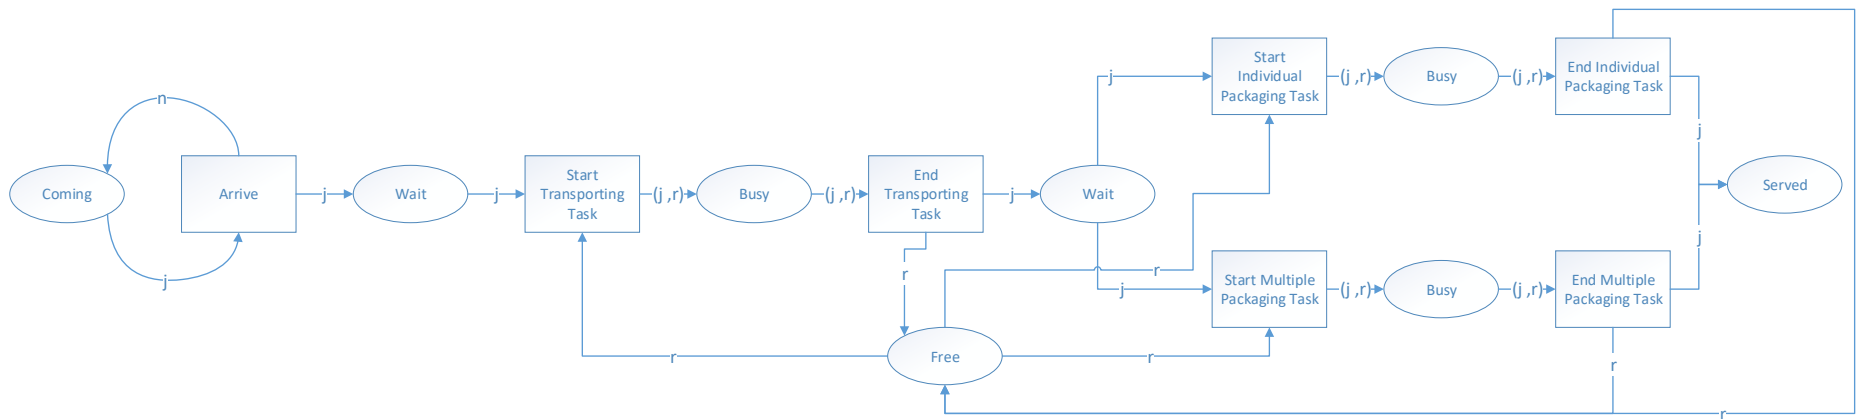 n
Coming
Arrive
j
j
Wait
j
Start
Transporting
Task
(j ,r)
Busy
(j ,r)
End
Transporting
Task
j
Wait
r
j
Start
Individual
Packaging Task
(j ,r)
Busy
(j ,r)
End Individual
Packaging Task
j
r
j
Start Multiple
Packaging Task
(j ,r)
Busy
(j ,r)
End Multiple
Packaging Task
j
Served
r
Free
r
r
r